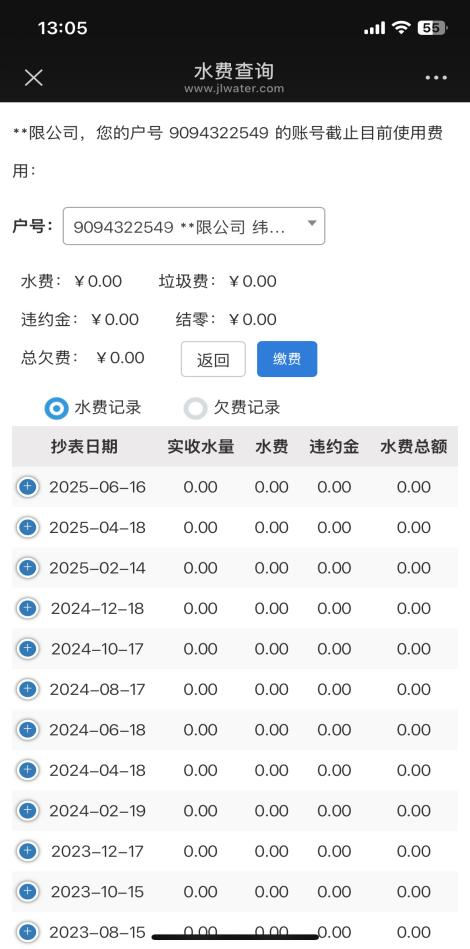 13:05 55
水费查询
www.jlwater.com
**限公司，您的户号 9094322549 的账号截止目前使用费
用：
户号： 9094322549 **限公司 纬...
水费： ￥0.00 垃圾费： ￥0.00
违约金： ￥0.00 结零： ￥0.00
总欠费： ￥0.00 返回 缴费
水费记录 欠费记录
抄表日期 实收水量 水费 违约金 水费总额
2025-06-16 0.00 0.00 0.00 0.00
2025-04-18 0.00 0.00 0.00 0.00
2025-02-14 0.00 0.00 0.00 0.00
2024-12-18 0.00 0.00 0.00 0.00
2024-10-17 0.00 0.00 0.00 0.00
2024-08-17 0.00 0.00 0.00 0.00
2024-06-18 0.00 0.00 0.00 0.00
2024-04-18 0.00 0.00 0.00 0.00
2024-02-19 0.00 0.00 0.00 0.00
2023-12-17 0.00 0.00 0.00 0.00
2023-10-15 0.00 0.00 0.00 0.00
2023-08-15 0.00 0.00 0.00 0.00